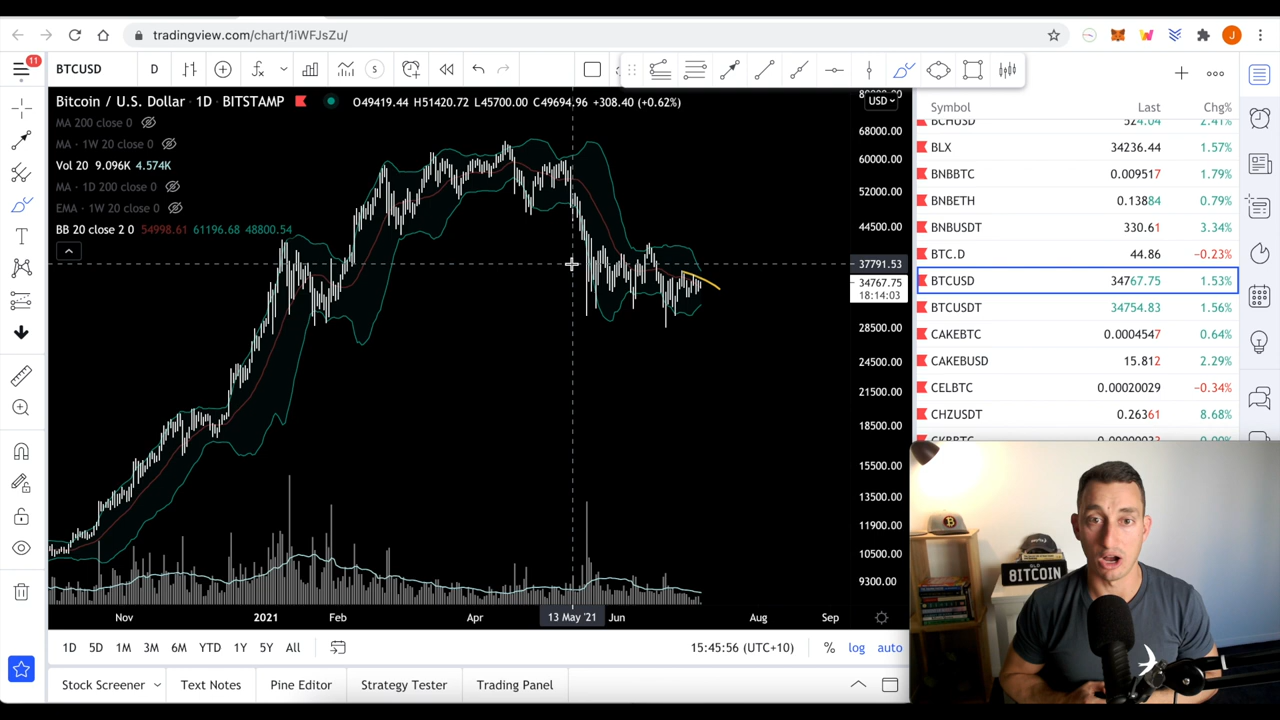 tradingview.com/chart/1iWFJsZu/
J
11
BTCUSD D S
Bitcoin / U.S. Dollar · 1D · BITSTAMP O49419.44 H51420.72 L45700.00 C49694.96 +308.40 (+0.62%)
MA 200 close 0
MA · 1W 20 close 0
Vol 20 9.096K 4.574K
MA · 1D 200 close 0
EMA · 1W 20 close 0
BB 20 close 2 0 54998.61 61196.68 48800.54
80000.00
USD
68000.00
60000.00
52000.00
44500.00
37791.53
34767.75
18:14:03
28500.00
24500.00
21500.00
18500.00
15500.00
13500.00
11900.00
10500.00
9300.00
Nov 2021 Feb Apr 13 May '21 Jun Aug Sep
1D 5D 1M 3M 6M YTD 1Y 5Y All 15:45:56 (UTC+10) % log auto
Stock Screener Text Notes Pine Editor Strategy Tester Trading Panel
Symbol Last Chg%
BCHUSD 524.04 2.41%
BLX 34236.44 1.57%
BNBBTC 0.009517 1.79%
BNBETH 0.13884 0.79%
BNBUSDT 330.61 3.34%
BTC.D 44.86 −0.23%
BTCUSD 34767.75 1.53%
BTCUSDT 34754.83 1.56%
CAKEBTC 0.0004547 0.64%
CAKEBUSD 15.812 2.29%
CELBTC 0.00020029 −0.34%
CHZUSDT 0.26361 8.68%
B
BITCOIN